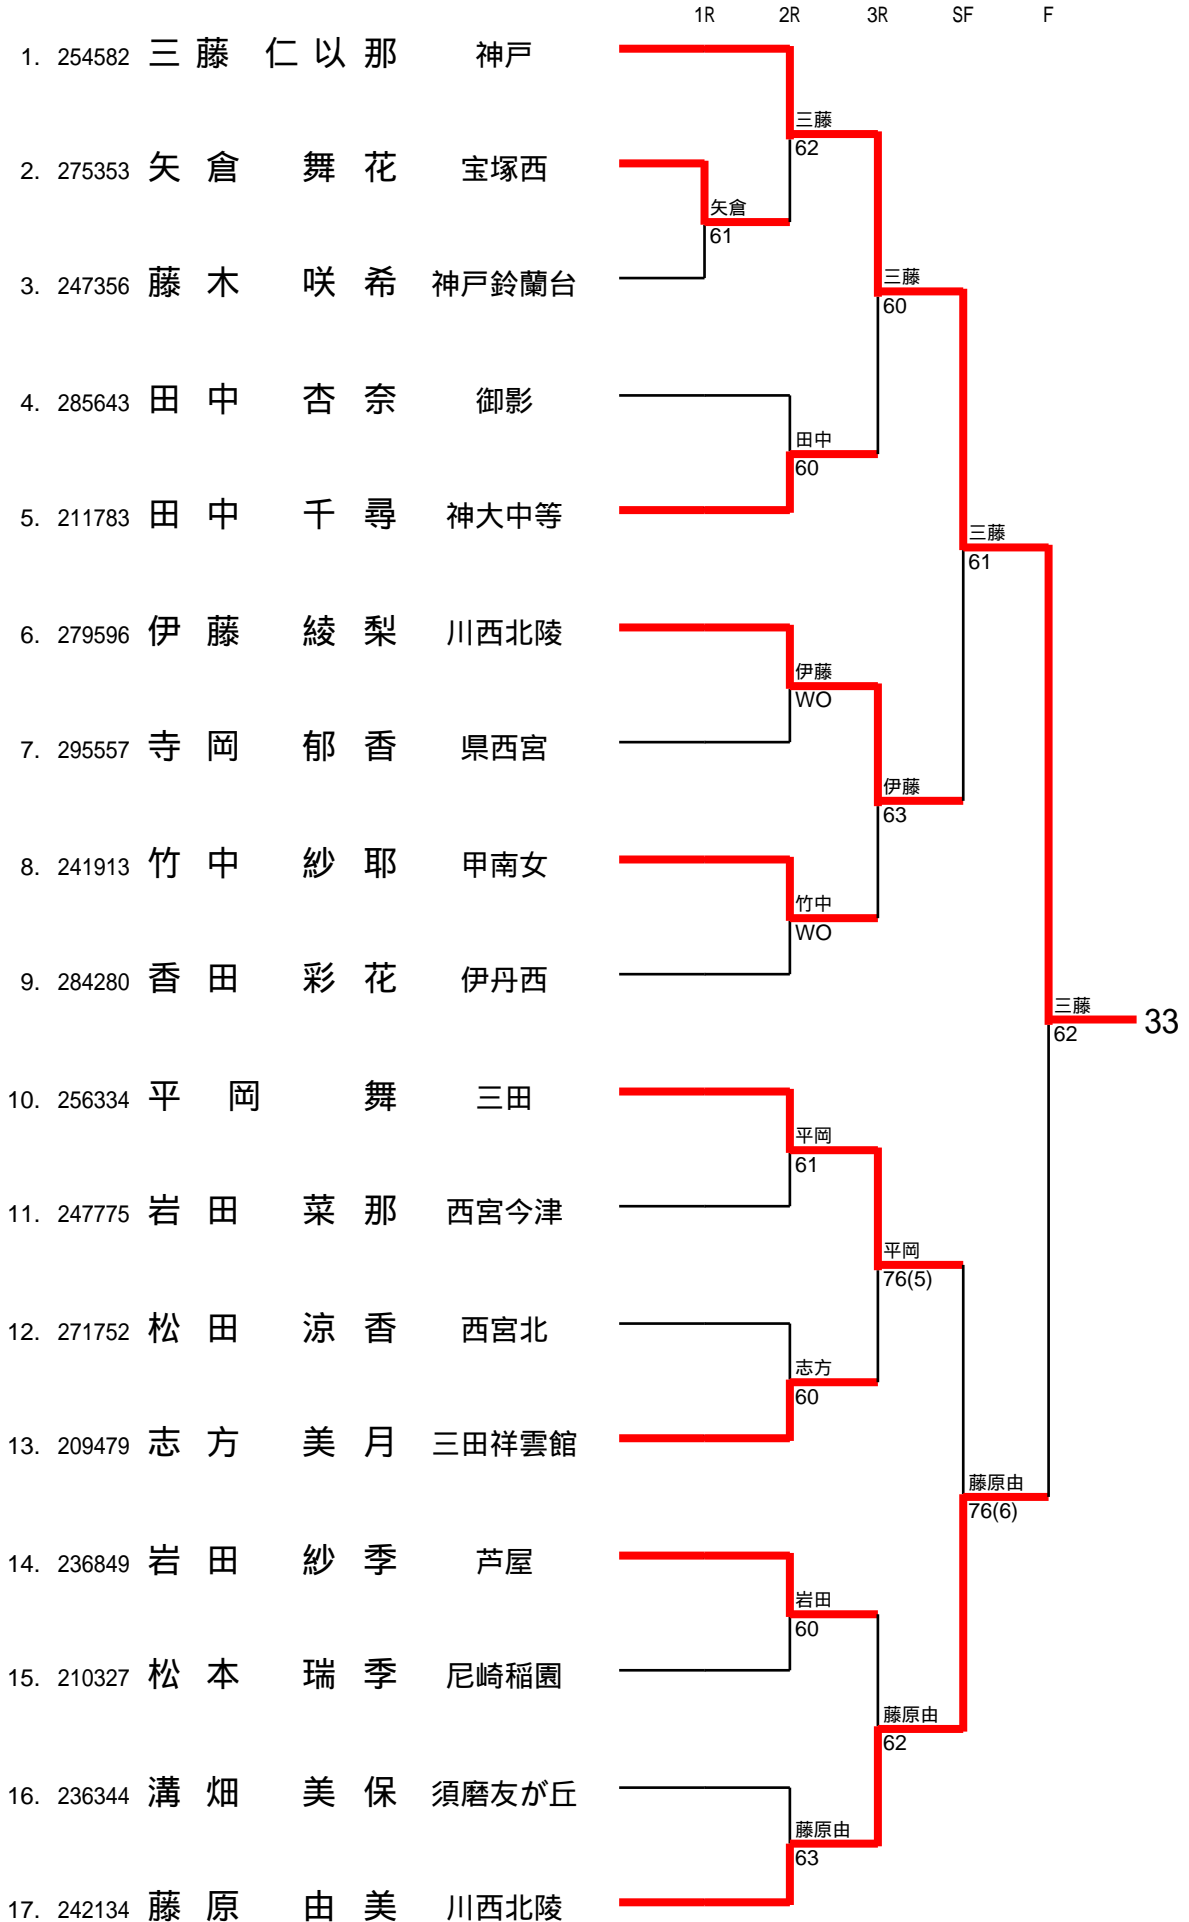 1R 2R 3R SF F
1. 254582 三藤 仁以那 神戸
三藤
62
2. 275353 矢倉 舞花 宝塚西
矢倉
61
3. 247356 藤木 咲希 神戸鈴蘭台
三藤
60
4. 285643 田中 杏奈 御影
田中
60
5. 211783 田中 千尋 神大中等
三藤
61
6. 279596 伊藤 綾梨 川西北陵
伊藤
WO
7. 295557 寺岡 郁香 県西宮
伊藤
63
8. 241913 竹中 紗耶 甲南女
竹中
WO
9. 284280 香田 彩花 伊丹西
三藤
62
33
10. 256334 平岡 舞 三田
平岡
61
11. 247775 岩田 菜那 西宮今津
平岡
76(5)
12. 271752 松田 涼香 西宮北
志方
60
13. 209479 志方 美月 三田祥雲館
藤原由
76(6)
14. 236849 岩田 紗季 芦屋
岩田
60
15. 210327 松本 瑞季 尼崎稲園
藤原由
62
16. 236344 溝畑 美保 須磨友が丘
藤原由
63
17. 242134 藤原 由美 川西北陵